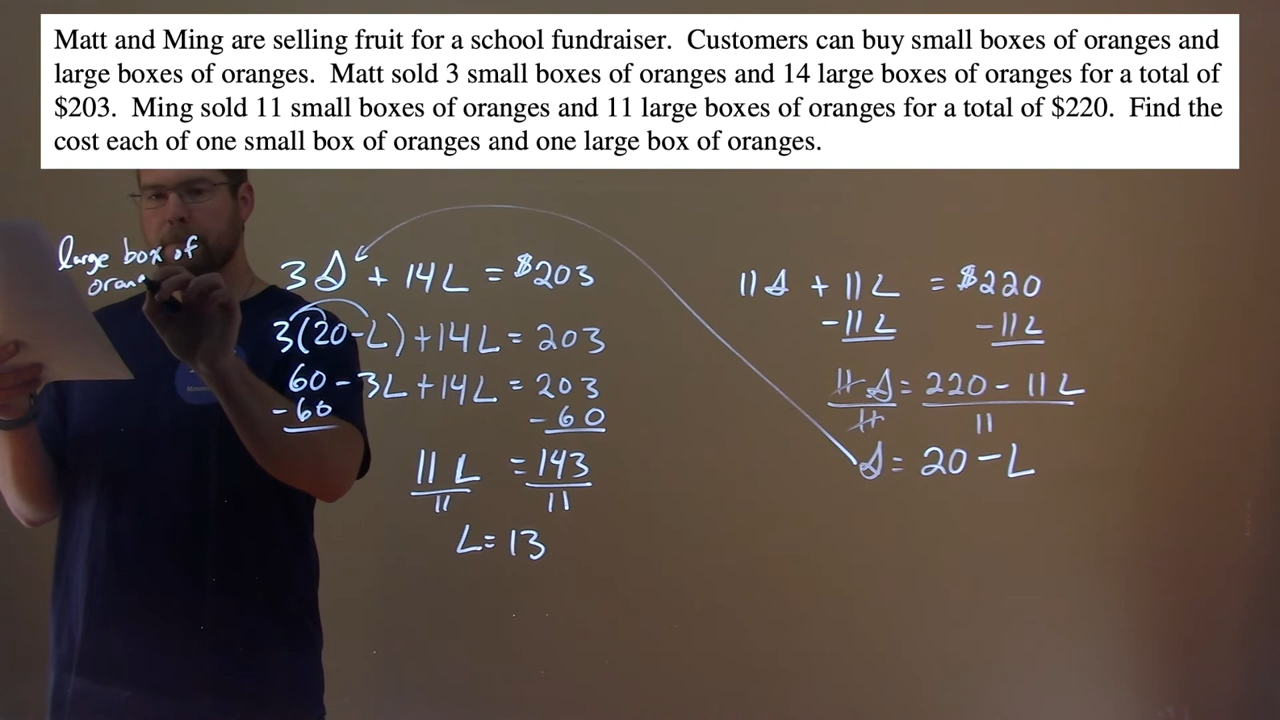 Matt and Ming are selling fruit for a school fundraiser. Customers can buy small boxes of oranges and
large boxes of oranges. Matt sold 3 small boxes of oranges and 14 large boxes of oranges for a total of
$203. Ming sold 11 small boxes of oranges and 11 large boxes of oranges for a total of $220. Find the
cost each of one small box of oranges and one large box of oranges.
large box of
oran
3S + 14L = $203
3(20-L)+14L = 203
60 - 3L + 14L = 203
-60 -60
11L = 143
11 11
L = 13
11S + 11L = $220
-11L -11L
11S = 220 - 11L
11 11
S = 20 - L